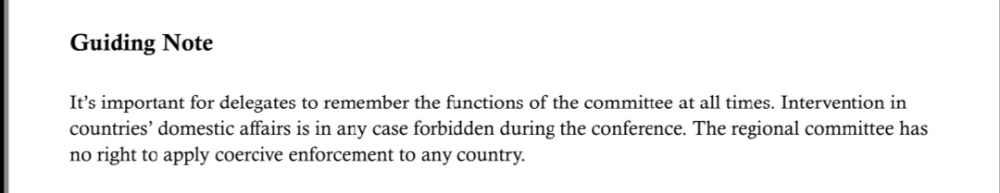 Guiding Note
It's important for delegates to remember the functions of the committee at all times. Intervention in
countries' domestic affairs is in any case forbidden during the conference. The regional committee has
no right to apply coercive enforcement to any country.